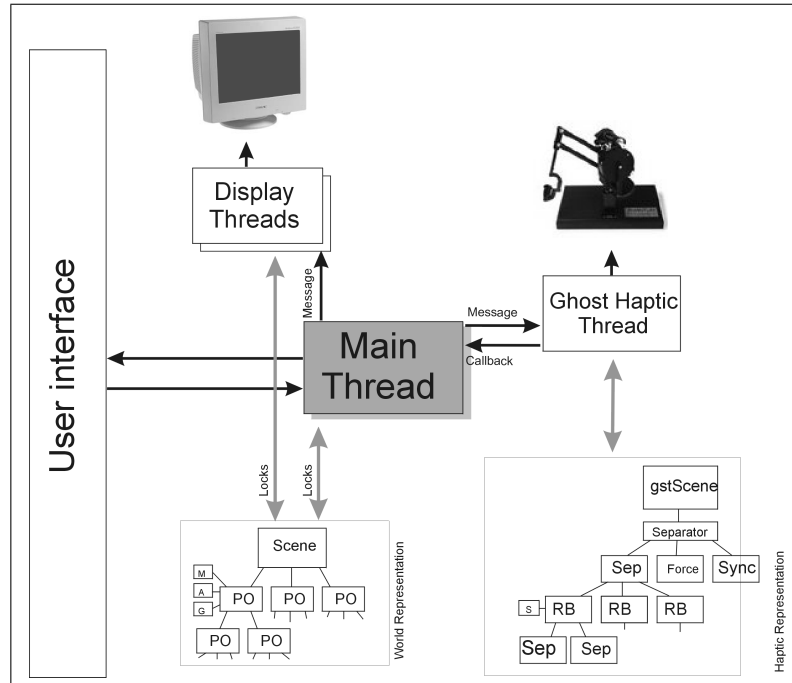 User interface
Display
Threads
Message
Main
Thread
Message
Callback
Ghost Haptic
Thread
Locks
Locks
Scene
M
A
G
PO
PO
PO
PO
PO
World Representation
gstScene
Separator
Sep
Force
Sync
S
RB
RB
RB
Sep
Sep
Haptic Representation